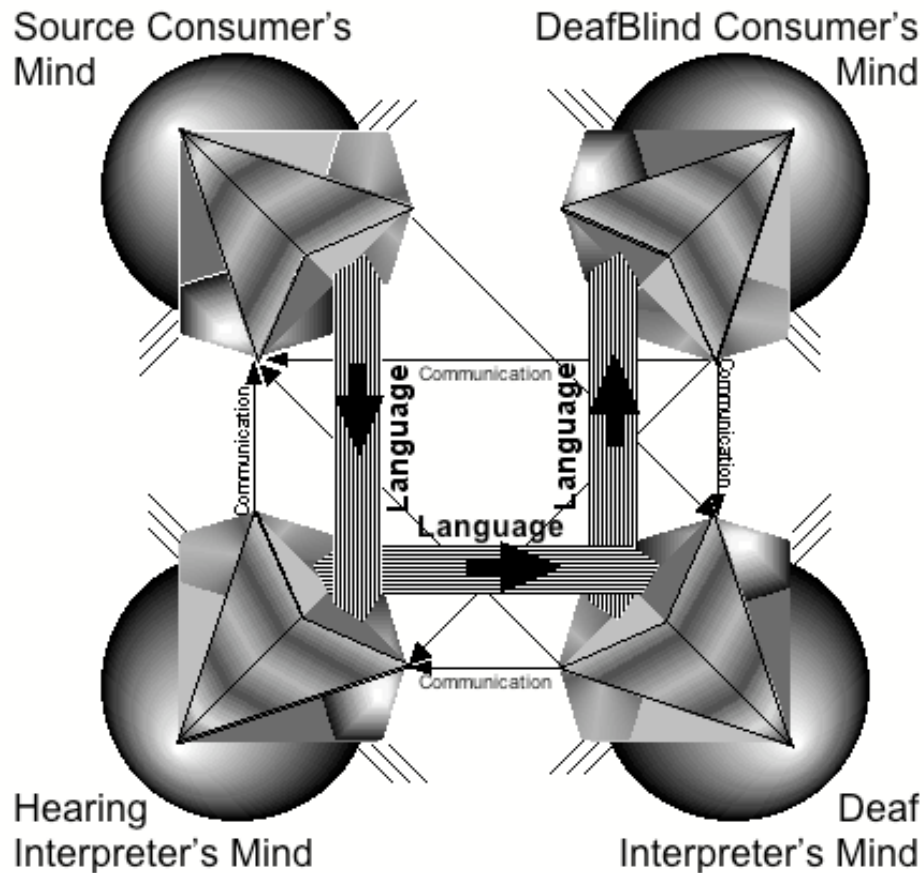 Source Consumer's
Mind
DeafBlind Consumer's
Mind
Communication
Language
Language
Communication
Communication
Language
Communication
Hearing
Interpreter's Mind
Deaf
Interpreter's Mind